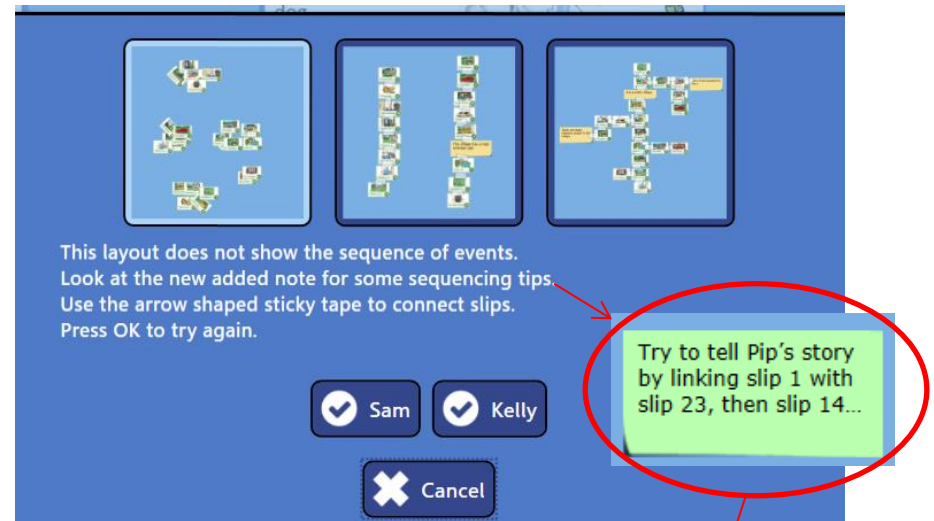 dog
This layout does not show the sequence of events.
Look at the new added note for some sequencing tips.
Use the arrow shaped sticky tape to connect slips.
Press OK to try again.
Try to tell Pip's story
by linking slip 1 with
slip 23, then slip 14...
Sam
Kelly
Cancel